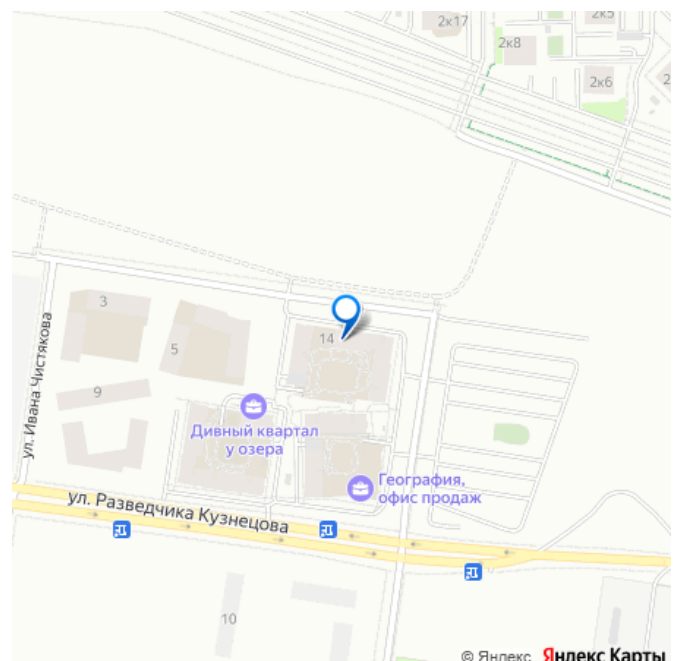 2к17
2к5
2к8
2к6
3
14
5
ул. Ивана Чистякова
9
Дивный квартал
у озера
География,
офис продаж
ул. Разведчика Кузнецова
10
© Яндекс Яндекс Карты